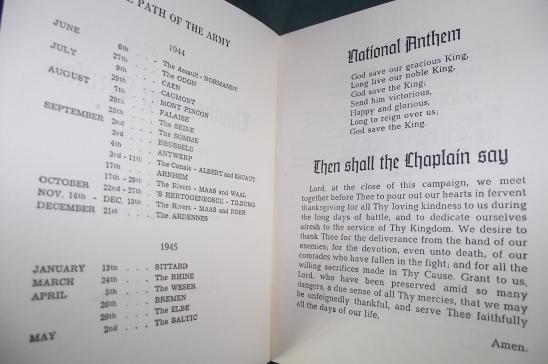 PATH OF THE ARMY
1944
JUNE 6th . . . The Assault - NORMANDY
27th . . . The ODON
JULY 9th . . . CAEN
29th . . . CAUMONT
AUGUST 7th . . . MONT PINCON
20th . . . FALAISE
25th . . . The SEINE
SEPTEMBER 2nd . . . The SOMME
3rd . . . BRUSSELS
4th . . . ANTWERP
3rd - 11th . . . The Canals - ALBERT and ESCAUT
17th . . . ARNHEM
17th - 29th . . . The Rivers - MAAS and WAAL
OCTOBER 22nd - 27th . 'S HERTOGENBOSCH - TILBURG
NOV. 14th - DEC. 13th . The Rivers - MAAS and ROER
DECEMBER 21st . . . The ARDENNES
1945
JANUARY 13th . . . SITTARD
MARCH 24th . . . The RHINE
APRIL 5th . . . The WESER
26th . . . BREMEN
29th . . . The ELBE
MAY 2nd . . . The BALTIC
National Anthem
God save our gracious King,
Long live our noble King,
God save the King;
Send him victorious,
Happy and glorious,
Long to reign over us;
God save the King.
Then shall the Chaplain say
Lord, at the close of this campaign, we meet
together before Thee to pour out our hearts in fervent
thanksgiving for all Thy loving kindness to us during
the long days of battle, and to dedicate ourselves
afresh to the service of Thy Kingdom. We desire to
thank Thee for the deliverance from the hand of our
enemies; for the devotion, even unto death, of our
comrades who have fallen in the fight; and for all the
willing sacrifices made in Thy Cause. Grant to us,
Lord, who have been preserved amid so many
dangers, a due sense of all Thy mercies, that we may
be unfeignedly thankful, and serve Thee faithfully
all the days of our life.
Amen.